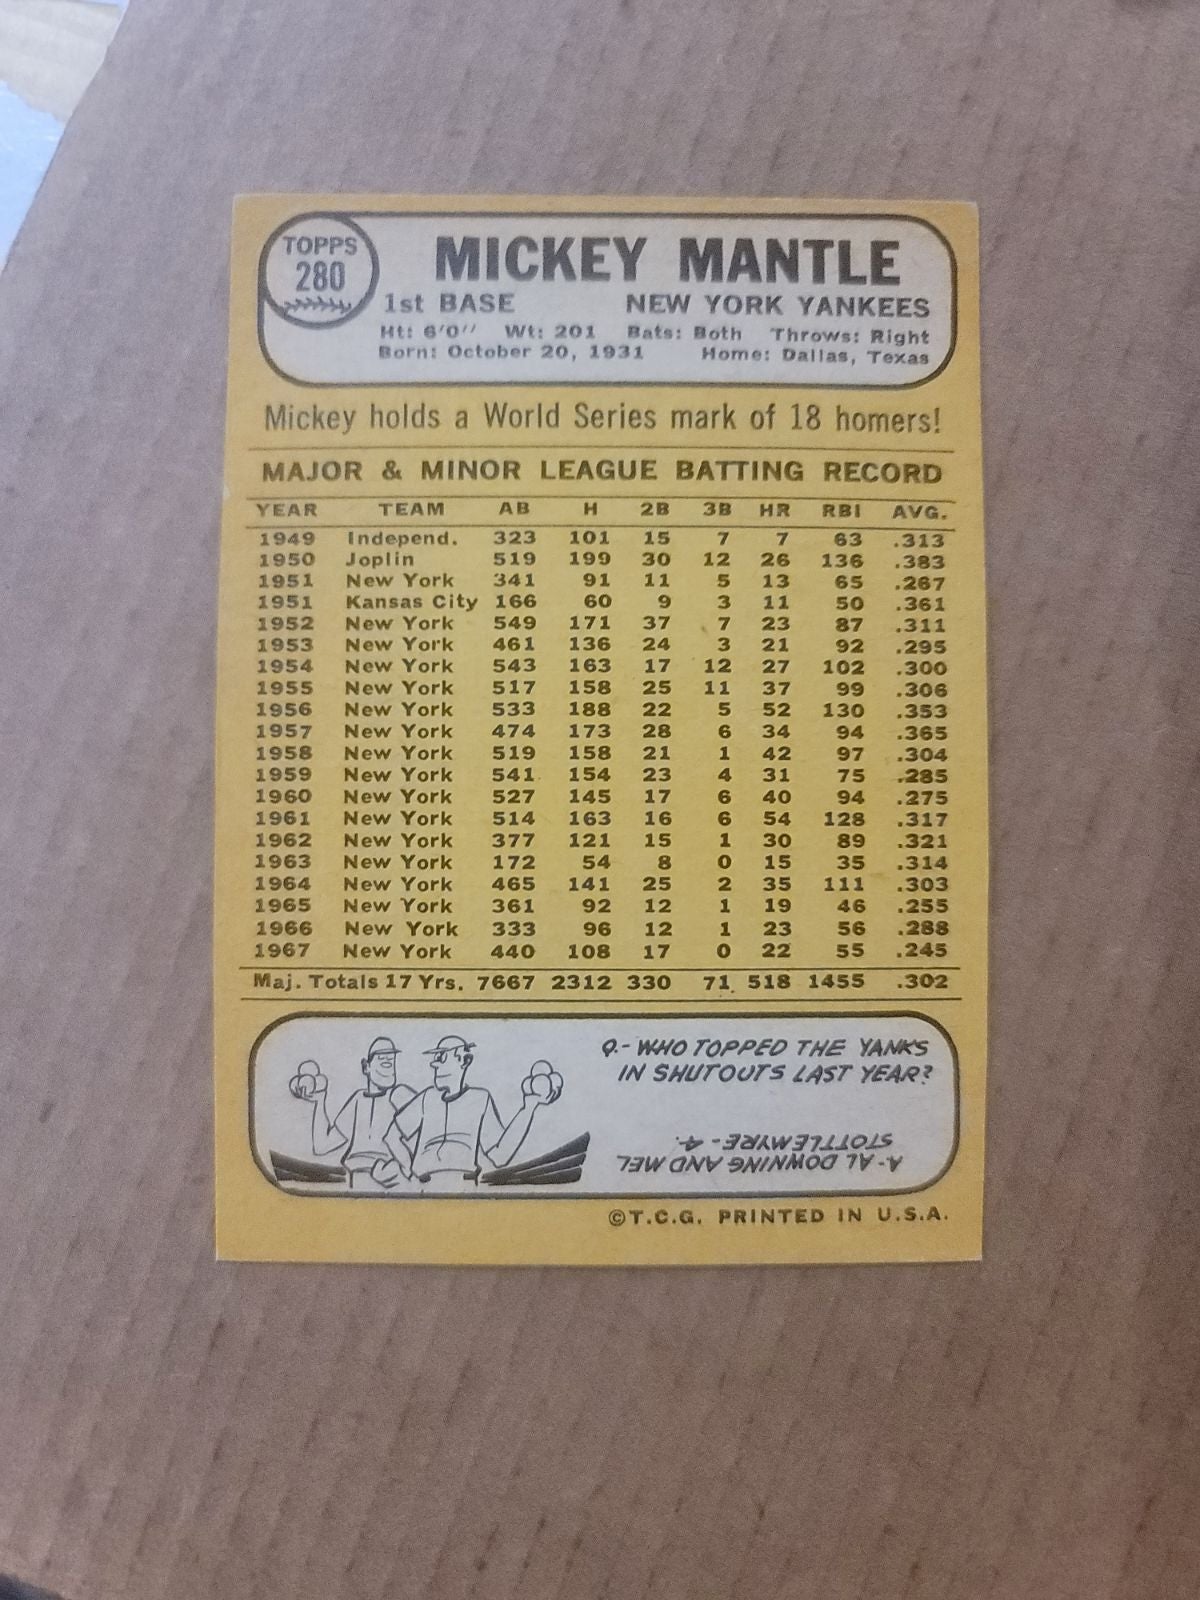 TOPPS
280
MICKEY MANTLE
1st BASE NEW YORK YANKEES
Ht: 6'0'' Wt: 201 Bats: Both Throws: Right
Born: October 20, 1931 Home: Dallas, Texas
Mickey holds a World Series mark of 18 homers!
MAJOR & MINOR LEAGUE BATTING RECORD
YEAR TEAM AB H 2B 3B HR RBI AVG.
1949 Independ. 323 101 15 7 7 63 .313
1950 Joplin 519 199 30 12 26 136 .383
1951 New York 341 91 11 5 13 65 .267
1951 Kansas City 166 60 9 3 11 50 .361
1952 New York 549 171 37 7 23 87 .311
1953 New York 461 136 24 3 21 92 .295
1954 New York 543 163 17 12 27 102 .300
1955 New York 517 158 25 11 37 99 .306
1956 New York 533 188 22 5 52 130 .353
1957 New York 474 173 28 6 34 94 .365
1958 New York 519 158 21 1 42 97 .304
1959 New York 541 154 23 4 31 75 .285
1960 New York 527 145 17 6 40 94 .275
1961 New York 514 163 16 6 54 128 .317
1962 New York 377 121 15 1 30 89 .321
1963 New York 172 54 8 0 15 35 .314
1964 New York 465 141 25 2 35 111 .303
1965 New York 361 92 12 1 19 46 .255
1966 New York 333 96 12 1 23 56 .288
1967 New York 440 108 17 0 22 55 .245
Maj. Totals 17 Yrs. 7667 2312 330 71 518 1455 .302
Q.- WHO TOPPED THE YANKS
IN SHUTOUTS LAST YEAR?
A.- AL DOWNING AND MEL
STOTTLEMYRE - 4.
©T.C.G. PRINTED IN U.S.A.